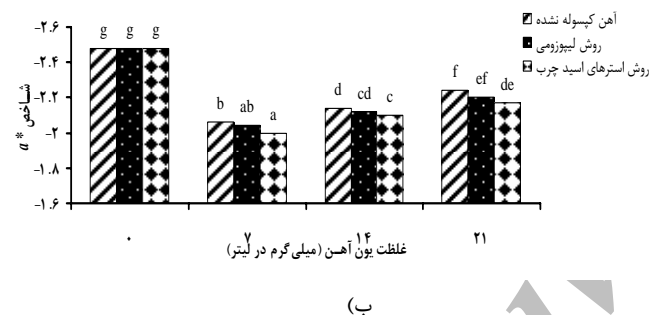 آهن کپسوله نشده
روش لیپوزومی
روش استرهای اسید چرب
شاخص *a
-۲.۶
-۲.۴
-۲.۲
-۲
-۱.۸
-۱.۶
g g g
b ab a
d cd c
f ef de
۰ ۷ ۱۴ ۲۱
غلظت یون آهن (میلی گرم در لیتر)
ب)